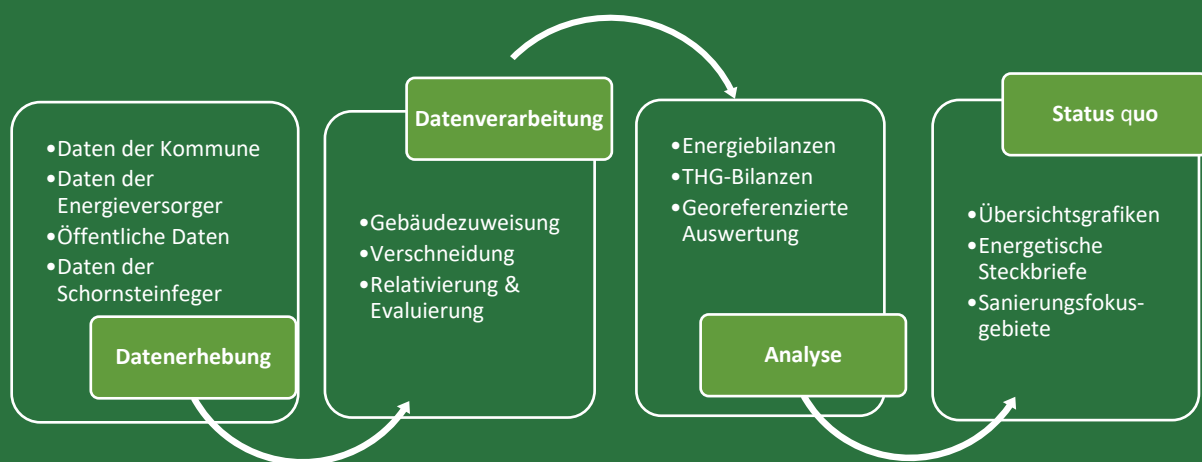 •Daten der Kommune
•Daten der
Energieversorger
•Öffentliche Daten
•Daten der
Schornsteinfeger
Datenerhebung
Datenverarbeitung
•Gebäudezuweisung
•Verschneidung
•Relativierung &
Evaluierung
•Energiebilanzen
•THG-Bilanzen
•Georeferenzierte
Auswertung
Analyse
Status quo
•Übersichtsgrafiken
•Energetische
Steckbriefe
•Sanierungsfokus-
gebiete